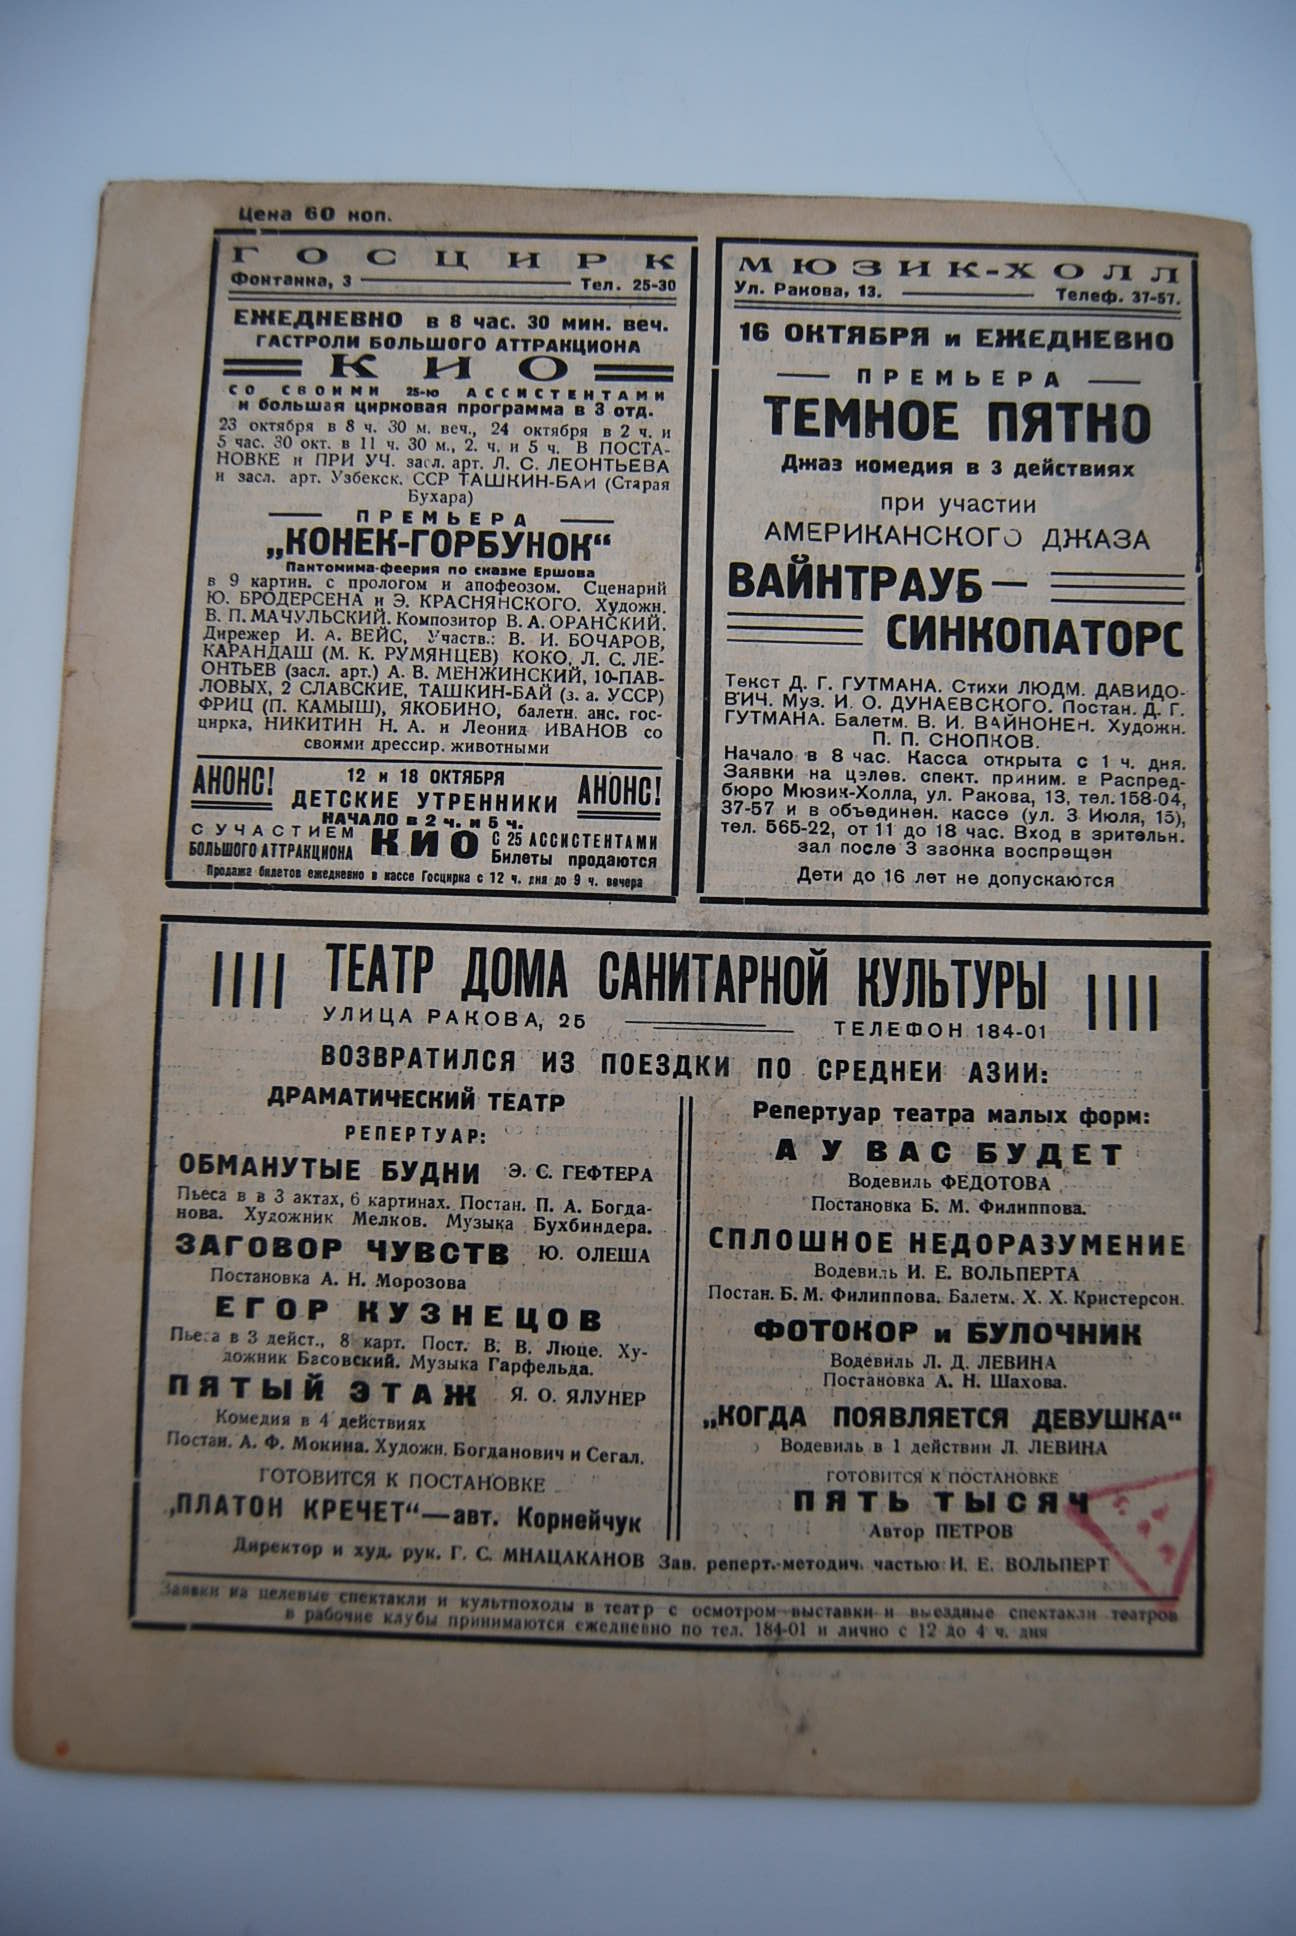 Цена 60 коп.
ГОСЦИРК
Фонтанка, 3 Тел. 25-30
ЕЖЕДНЕВНО в 8 час. 30 мин. веч.
ГАСТРОЛИ БОЛЬШОГО АТТРАКЦИОНА
КИО
СО СВОИМИ 25-ю АССИСТЕНТАМИ
и большая цирковая программа в 3 отд.
23 октября в 8 ч. 30 м. веч., 24 октября в 2 ч. и
5 час. 30 окт. в 11 ч. 30 м., 2. ч. и 5 ч. В ПОСТА-
НОВКЕ и ПРИ УЧ. засл. арт. Л. С. ЛЕОНТЬЕВА
и засл. арт. Узбекск. ССР ТАШКИН-БАИ (Старая
Бухара)
ПРЕМЬЕРА
„КОНЕК-ГОРБУНОК“
Пантомима-феерия по сказке Ершова
в 9 картин. с прологом и апофеозом. Сценарий
Ю. БРОДЕРСЕНА и Э. КРАСНЯНСКОГО. Художн.
В. П. МАЧУЛЬСКИЙ. Композитор В. А. ОРАНСКИЙ.
Дирежер И. А. ВЕЙС, Участв.: В. И. БОЧАРОВ,
КАРАНДАШ (М. К. РУМЯНЦЕВ) КОКО, Л. С. ЛЕ-
ОНТЬЕВ (засл. арт.) А. В. МЕНЖИНСКИЙ, 10-ПАВ-
ЛОВЫХ, 2 СЛАВСКИЕ, ТАШКИН-БАЙ (з. а. УССР)
ФРИЦ (П. КАМЫШ), ЯКОБИНО, балетн. анс. гос-
цирка, НИКИТИН Н. А. и Леонид ИВАНОВ со
своими дрессир. животными
АНОНС! 12 и 18 ОКТЯБРЯ АНОНС!
ДЕТСКИЕ УТРЕННИКИ
НАЧАЛО в 2 ч. и 5 ч.
С УЧАСТИЕМ БОЛЬШОГО АТТРАКЦИОНА КИО С 25 АССИСТЕНТАМИ
Билеты продаются
Продажа билетов ежедневно в кассе Госцирка с 12 ч. дня до 9 ч. вечера
МЮЗИК-ХОЛЛ
Ул. Ракова, 13. Телеф. 37-57.
16 ОКТЯБРЯ и ЕЖЕДНЕВНО
ПРЕМЬЕРА
ТЕМНОЕ ПЯТНО
Джаз комедия в 3 действиях
при участии
АМЕРИКАНСКОГО ДЖАЗА
ВАЙНТРАУБ —
СИНКОПАТОРС
Текст Д. Г. ГУТМАНА. Стихи ЛЮДМ. ДАВИДО-
ВИЧ. Муз. И. О. ДУНАЕВСКОГО. Постан. Д. Г.
ГУТМАНА. Балетм. В. И. ВАЙНОНЕН. Художн.
П. П. СНОПКОВ.
Начало в 8 час. Касса открыта с 1 ч. дня.
Заявки на целев. спект. приним. в Распред-
бюро Мюзик-Холла, ул. Ракова, 13, тел. 158-04,
37-57 и в объединен. кассе (ул. 3 Июля, 15),
тел. 565-22, от 11 до 18 час. Вход в зрительн.
зал после 3 звонка воспрещен
Дети до 16 лет не допускаются
ТЕАТР ДОМА САНИТАРНОЙ КУЛЬТУРЫ
УЛИЦА РАКОВА, 25 ТЕЛЕФОН 184-01
ВОЗВРАТИЛСЯ ИЗ ПОЕЗДКИ ПО СРЕДНЕЙ АЗИИ:
ДРАМАТИЧЕСКИЙ ТЕАТР
РЕПЕРТУАР:
ОБМАНУТЫЕ БУДНИ Э. С. ГЕФТЕРА
Пьеса в в 3 актах, 6 картинах. Постан. П. А. Богда-
нова. Художник Мелков. Музыка Бухбиндера.
ЗАГОВОР ЧУВСТВ Ю. ОЛЕША
Постановка А. Н. Морозова
ЕГОР КУЗНЕЦОВ
Пьеса в 3 дейст., 8 карт. Пост. В. В. Люце. Ху-
дожник Басовский. Музыка Гарфельда.
ПЯТЫЙ ЭТАЖ Я. О. ЯЛУНЕР
Комедия в 4 действиях
Постан. А. Ф. Мокина. Художн. Богданович и Сегал.
ГОТОВИТСЯ К ПОСТАНОВКЕ
„ПЛАТОН КРЕЧЕТ“—авт. Корнейчук
Репертуар театра малых форм:
А У ВАС БУДЕТ
Водевиль ФЕДОТОВА
Постановка Б. М. Филиппова.
СПЛОШНОЕ НЕДОРАЗУМЕНИЕ
Водевиль И. Е. ВОЛЬПЕРТА
Постан. Б. М. Филиппова. Балетм. Х. Х. Кристерсон.
ФОТОКОР и БУЛОЧНИК
Водевиль Л. Д. ЛЕВИНА
Постановка А. Н. Шахова.
„КОГДА ПОЯВЛЯЕТСЯ ДЕВУШКА“
Водевиль в 1 действии Л. ЛЕВИНА
ГОТОВИТСЯ К ПОСТАНОВКЕ
ПЯТЬ ТЫСЯЧ
Автор ПЕТРОВ
Директор и худ. рук. Г. С. МНАЦАКАНОВ Зав. реперт.-методич. частью И. Е. ВОЛЬПЕРТ
Заявки на целевые спектакли и культпоходы в театр с осмотром выставки и выездные спектакли театров
в рабочие клубы принимаются ежедневно по тел. 184-01 и лично с 12 до 4 ч. дня